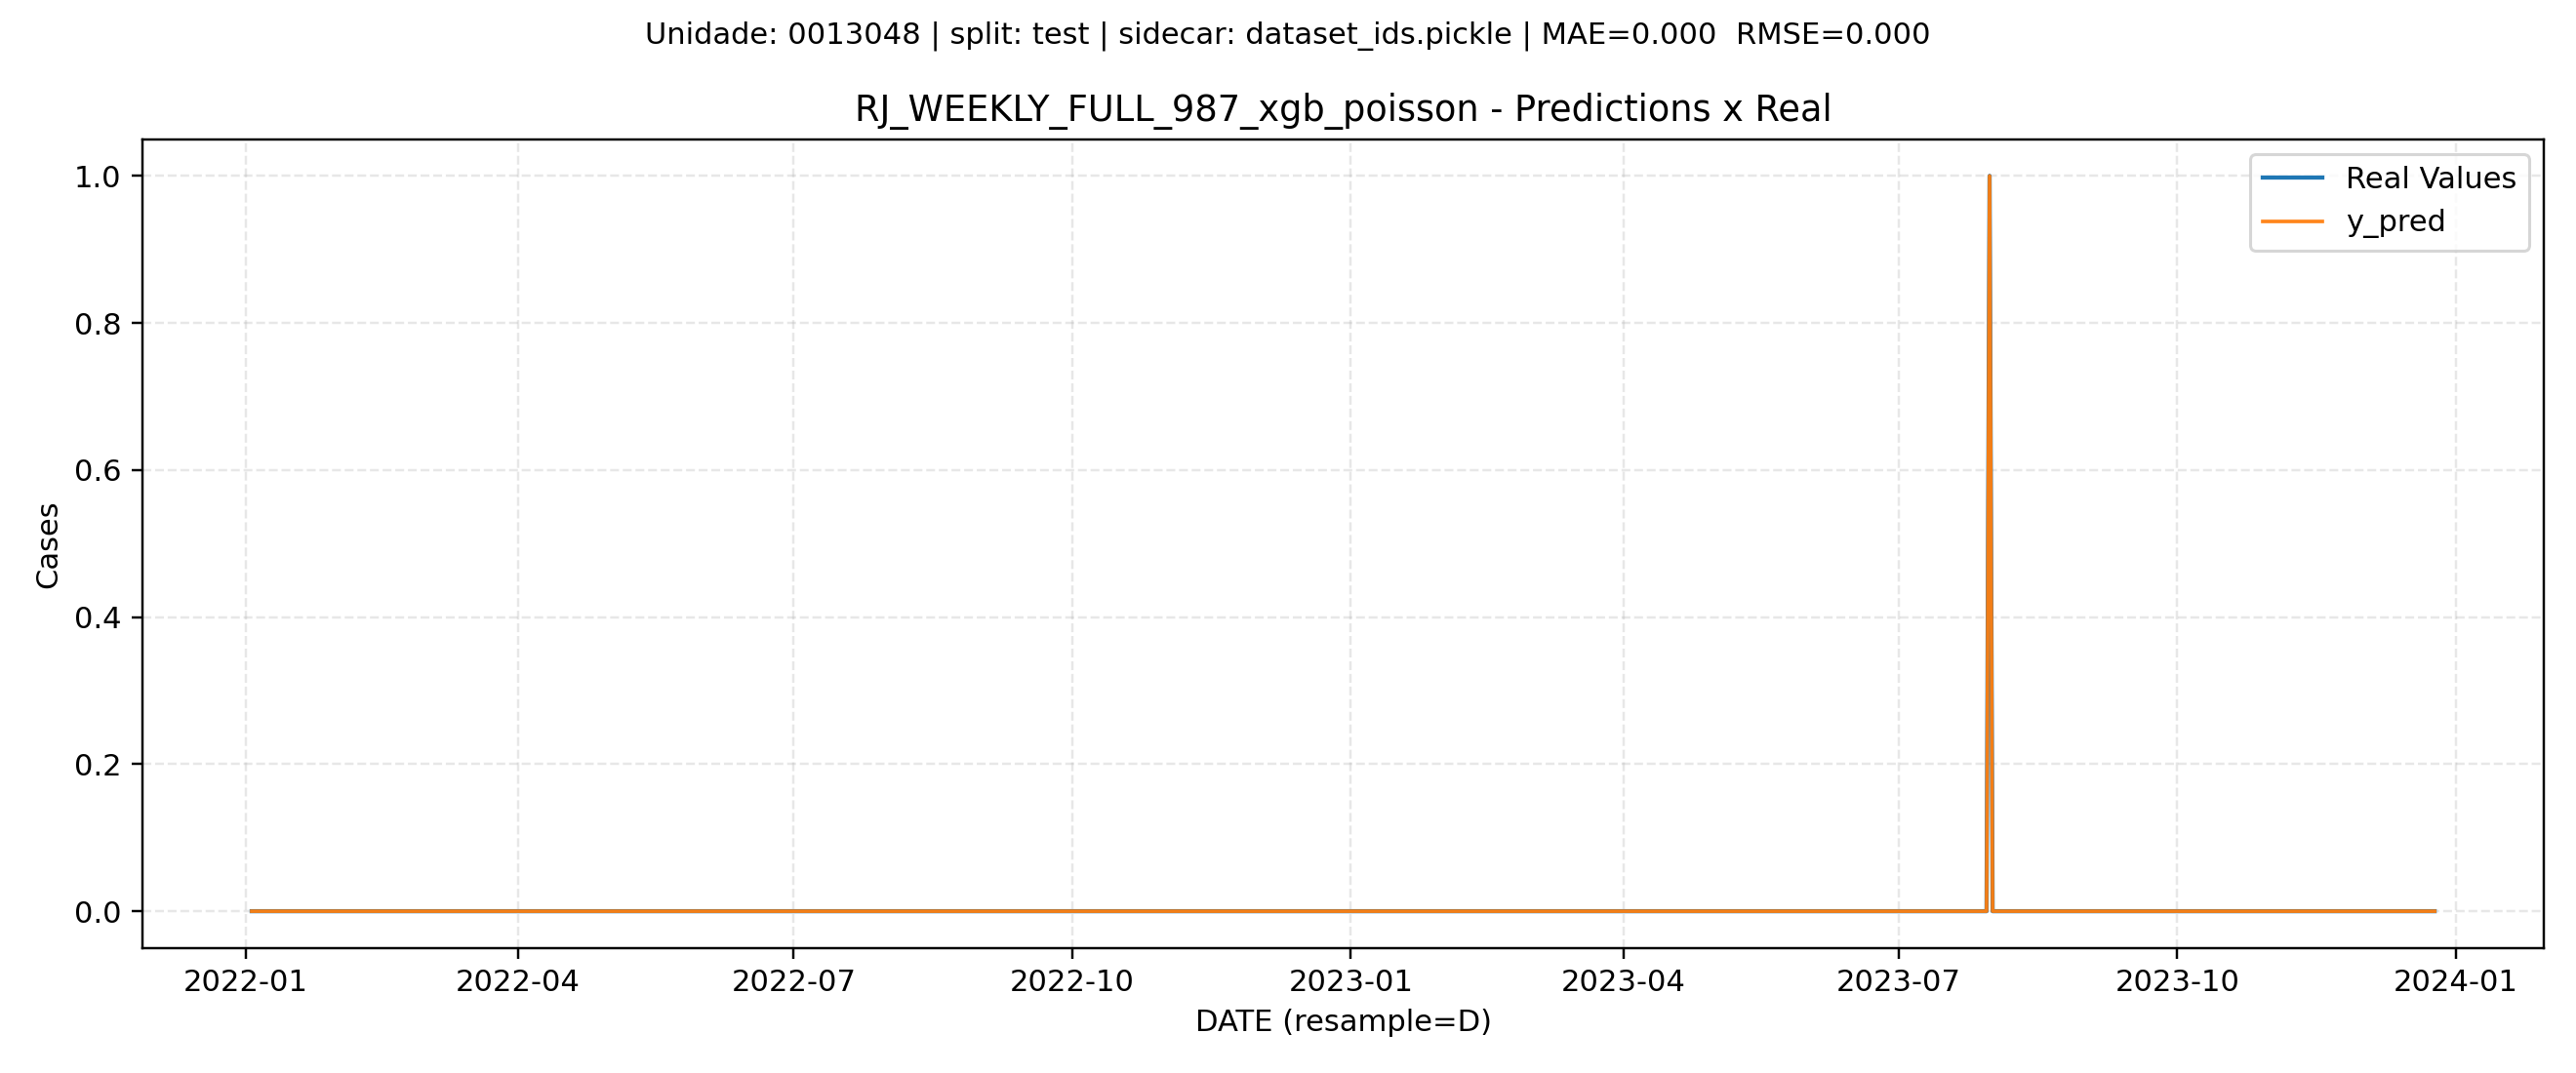 Unidade: 0013048 | split: test | sidecar: dataset_ids.pickle | MAE=0.000  RMSE=0.000
RJ_WEEKLY_FULL_987_xgb_poisson - Predictions x Real
Real Values
y_pred
1.0
0.8
0.6
0.4
0.2
0.0
Cases
2022-01 2022-04 2022-07 2022-10 2023-01 2023-04 2023-07 2023-10 2024-01
DATE (resample=D)